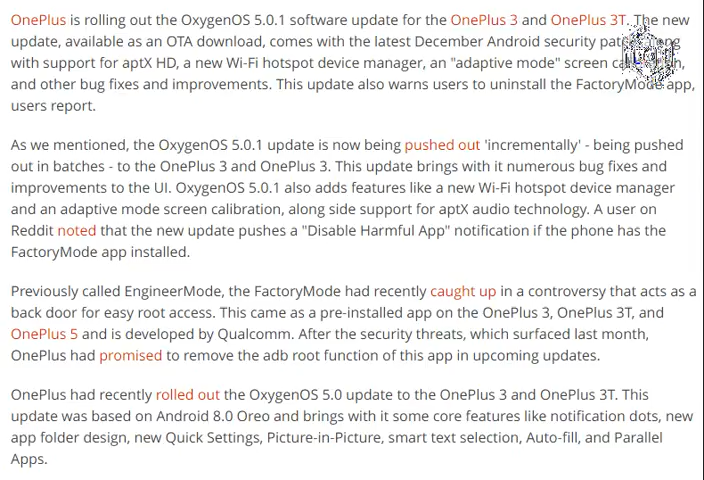 OnePlus is rolling out the OxygenOS 5.0.1 software update for the OnePlus 3 and OnePlus 3T. The new
update, available as an OTA download, comes with the latest December Android security
with support for aptX HD, a new Wi-Fi hotspot device manager, an "adaptive mode" screen
and other bug fixes and improvements. This update also warns users to uninstall the FactoryMode app,
users report.
As we mentioned, the OxygenOS 5.0.1 update is now being pushed out 'incrementally' - being pushed
out in batches - to the OnePlus 3 and OnePlus 3. This update brings with it numerous bug fixes and
improvements to the UI. OxygenOS 5.0.1 also adds features like a new Wi-Fi hotspot device manager
and an adaptive mode screen calibration, along side support for aptX audio technology. A user on
Reddit noted that the new update pushes a "Disable Harmful App" notification if the phone has the
FactoryMode app installed.
Previously called EngineerMode, the FactoryMode had recently caught up in a controversy that acts as a
back door for easy root access. This came as a pre-installed app on the OnePlus 3, OnePlus 3T, and
OnePlus 5 and is developed by Qualcomm. After the security threats, which surfaced last month,
OnePlus had promised to remove the adb root function of this app in upcoming updates.
OnePlus had recently rolled out the OxygenOS 5.0 update to the OnePlus 3 and OnePlus 3T. This
update was based on Android 8.0 Oreo and brings with it some core features like notification dots, new
app folder design, new Quick Settings, Picture-in-Picture, smart text selection, Auto-fill, and Parallel
Apps.